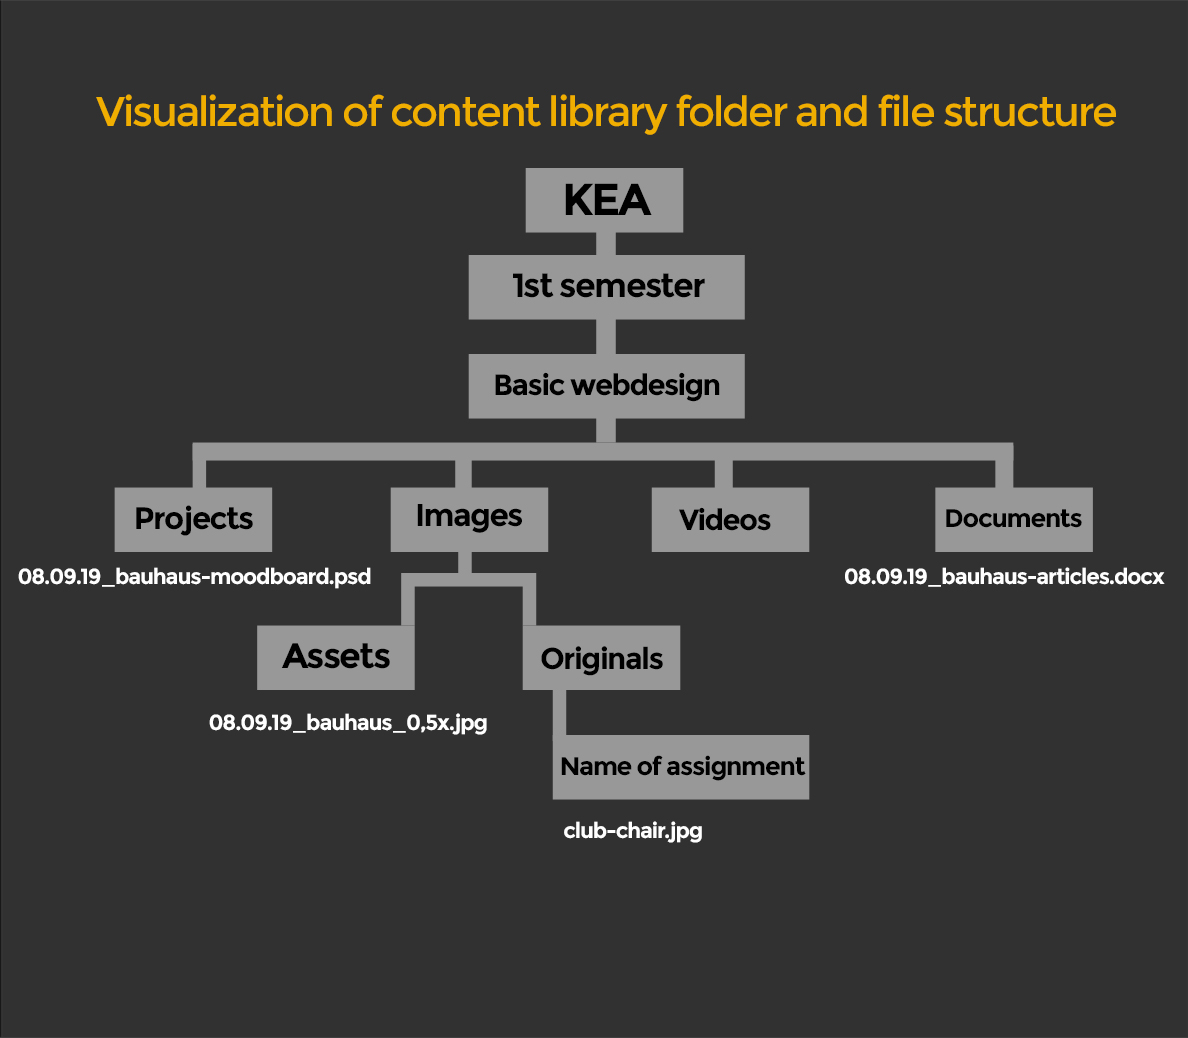 Visualization of content library folder and file structure
KEA
1st semester
Basic webdesign
Projects
Images
Videos
Documents
08.09.19_bauhaus-moodboard.psd
08.09.19_bauhaus-articles.docx
Assets
Originals
08.09.19_bauhaus_0,5x.jpg
Name of assignment
club-chair.jpg